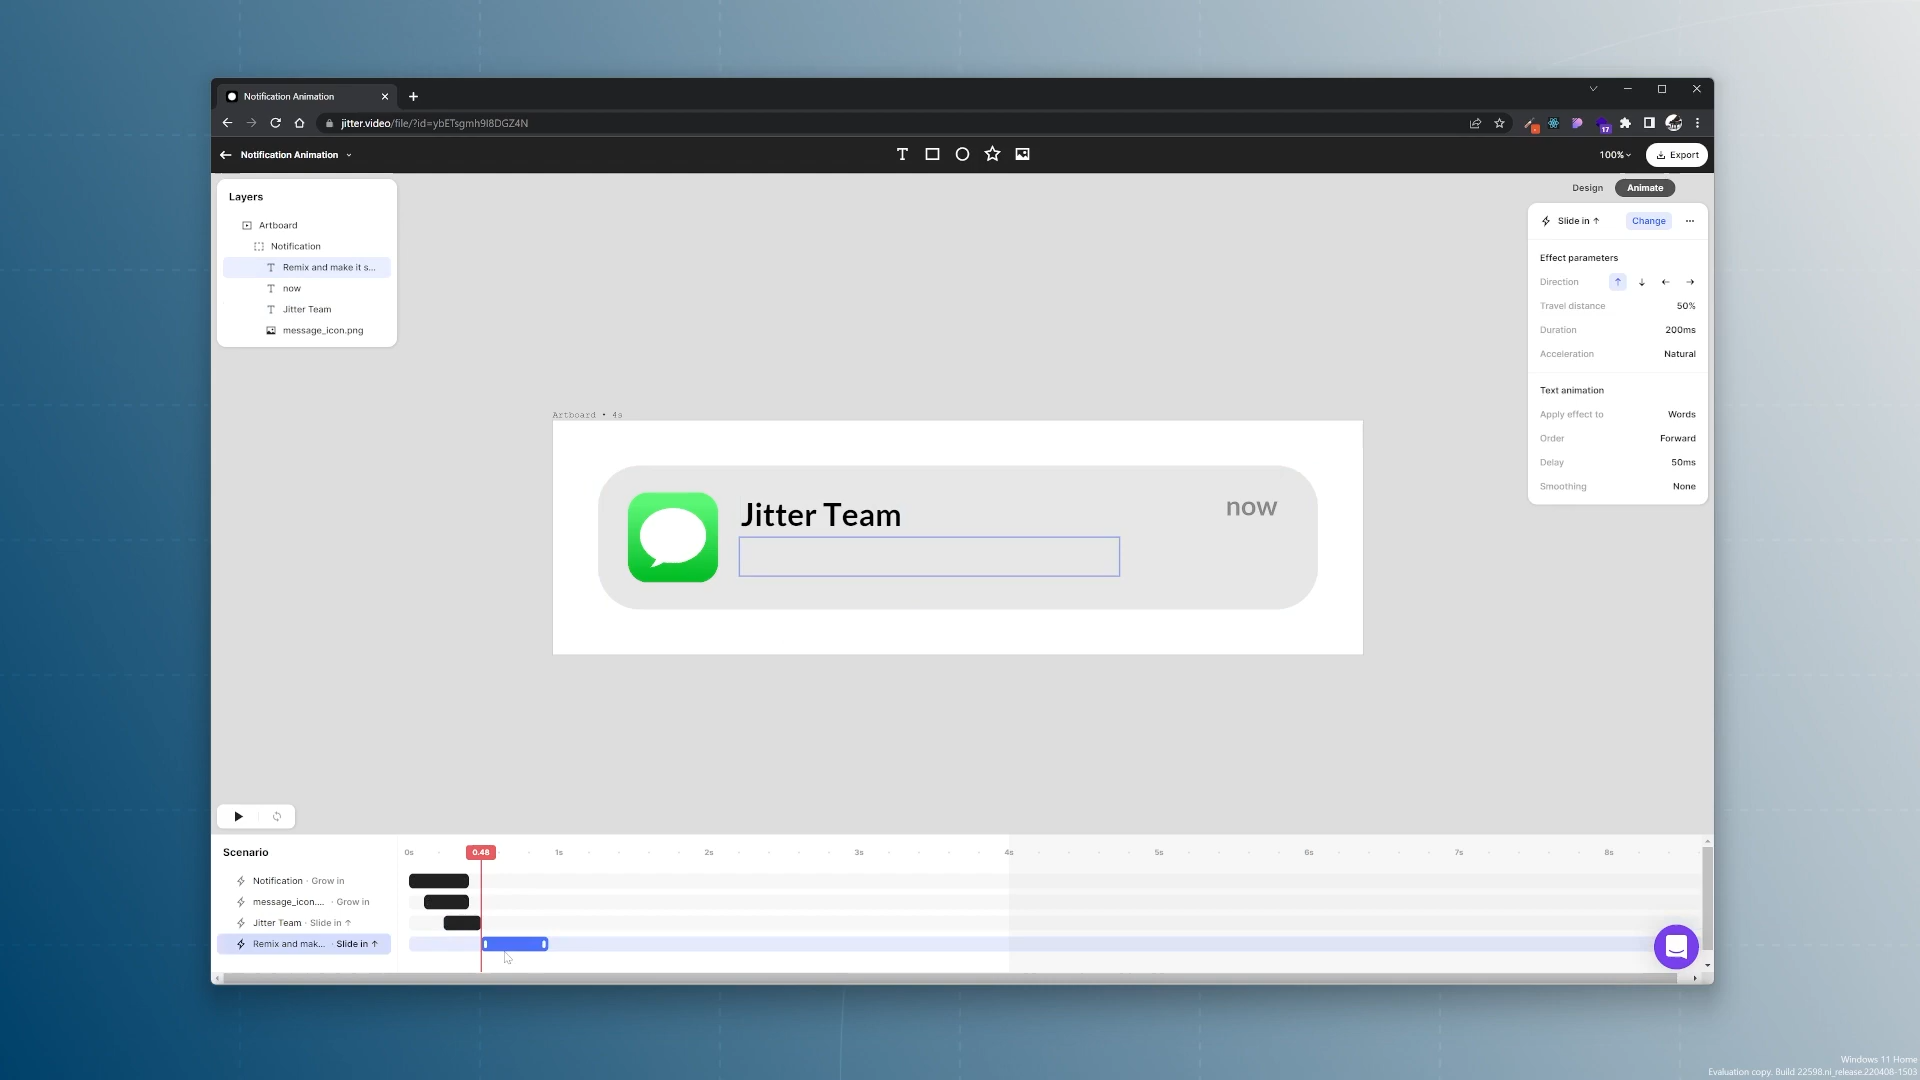 Notification Animation
jitter.video/file/?id=ybETsgmh9I8DGZ4N
17
Notification Animation
100%
Export
Layers
Artboard
Notification
Remix and make it s...
now
Jitter Team
message_icon.png
Design
Animate
Slide in ↑
Change
...
Effect parameters
Direction ↑ ↓ ← →
Travel distance 50%
Duration 200ms
Acceleration Natural
Text animation
Apply effect to Words
Order Forward
Delay 50ms
Smoothing None
Artboard • 4s
Jitter Team
now
Scenario
0s 0.48 1s 2s 3s 4s 5s 6s 7s 8s
Notification · Grow in
message_icon.... · Grow in
Jitter Team · Slide in ↑
Remix and mak... · Slide in ↑
Windows 11 Home
Evaluation copy. Build 22598.ni_release.220408-1503